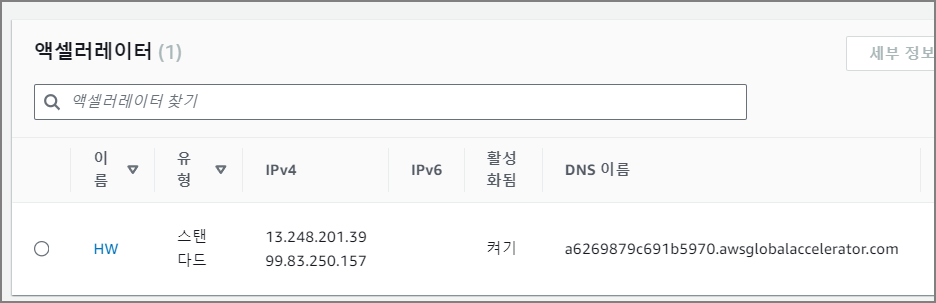 액셀러레이터 (1)
세부 정보
액셀러레이터 찾기
이름 유형 IPv4 IPv6 활성화됨 DNS 이름
HW 스탠다드 13.248.201.39 켜기 a6269879c691b5970.awsglobalaccelerator.com
99.83.250.157